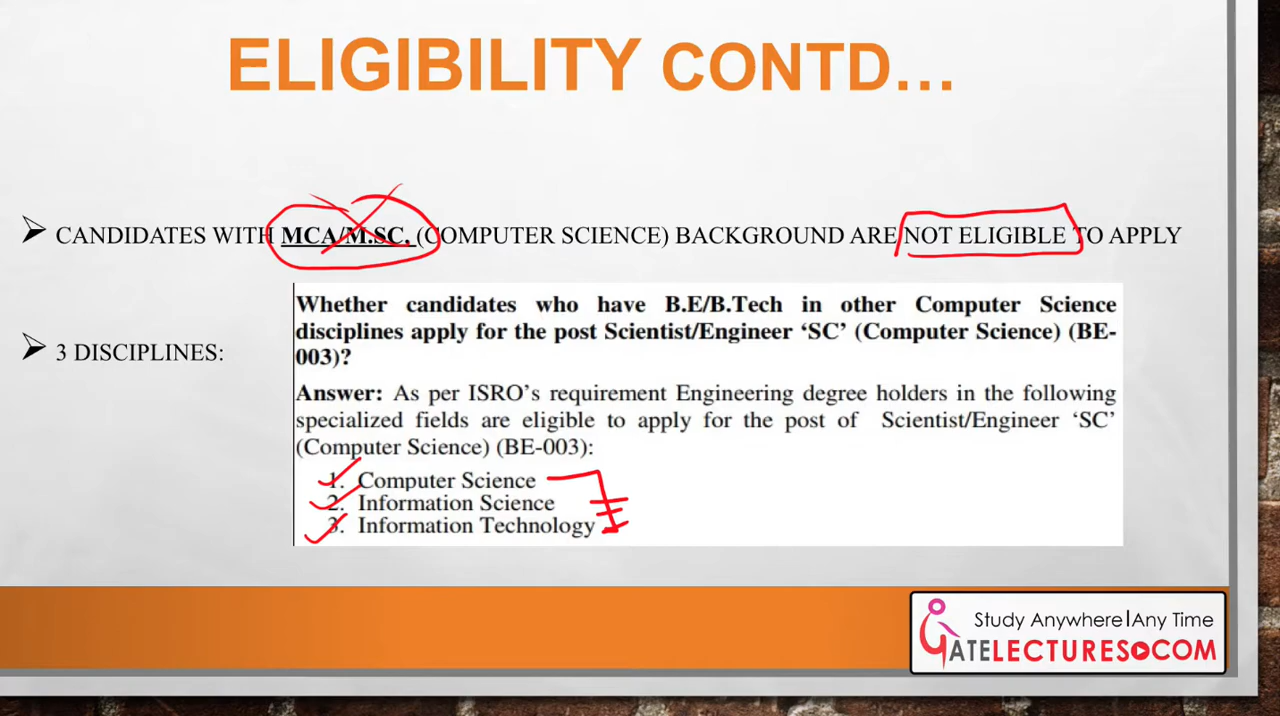 ELIGIBILITY CONTD...
CANDIDATES WITH MCA/M.SC. (COMPUTER SCIENCE) BACKGROUND ARE NOT ELIGIBLE TO APPLY
3 DISCIPLINES:
Whether candidates who have B.E/B.Tech in other Computer Science
disciplines apply for the post Scientist/Engineer ‘SC’ (Computer Science) (BE-
003)?
Answer: As per ISRO’s requirement Engineering degree holders in the following
specialized fields are eligible to apply for the post of Scientist/Engineer ‘SC’
(Computer Science) (BE-003):
1. Computer Science
2. Information Science
3. Information Technology
Study Anywhere|Any Time
GATELECTURES.COM